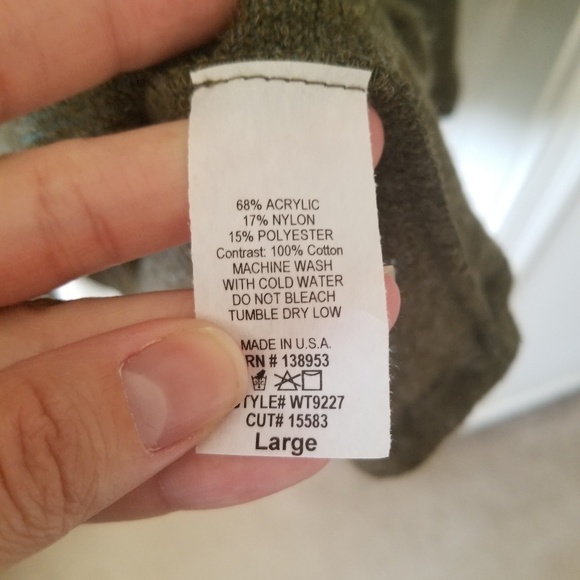 68% ACRYLIC
17% NYLON
15% POLYESTER
Contrast: 100% Cotton
MACHINE WASH
WITH COLD WATER
DO NOT BLEACH
TUMBLE DRY LOW
MADE IN U.S.A.
RN # 138953
STYLE# WT9227
CUT# 15583
Large